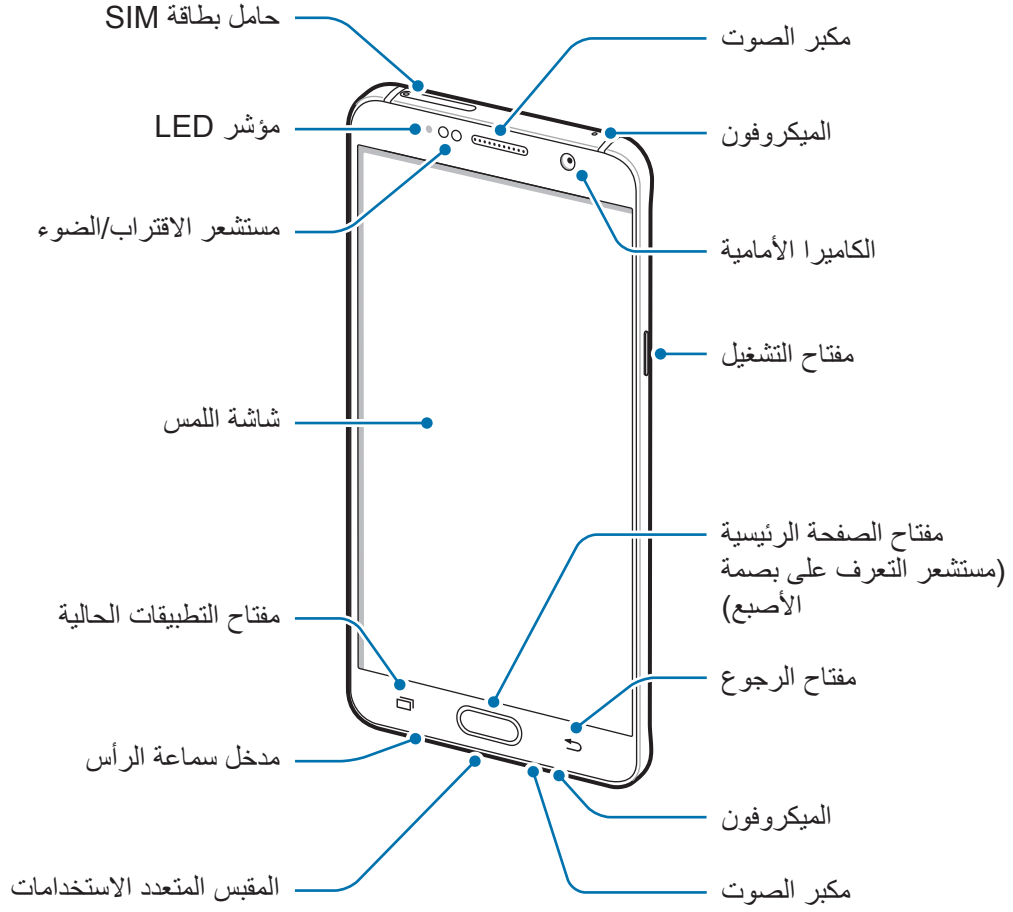 حامل بطاقة SIM
مكبر الصوت
مؤشر LED
الميكروفون
مستشعر الاقتراب/الضوء
الكاميرا الأمامية
مفتاح التشغيل
شاشة اللمس
مفتاح الصفحة الرئيسية
(مستشعر التعرف على بصمة
الأصبع)
مفتاح التطبيقات الحالية
مفتاح الرجوع
مدخل سماعة الرأس
الميكروفون
المقبس المتعدد الاستخدامات
مكبر الصوت